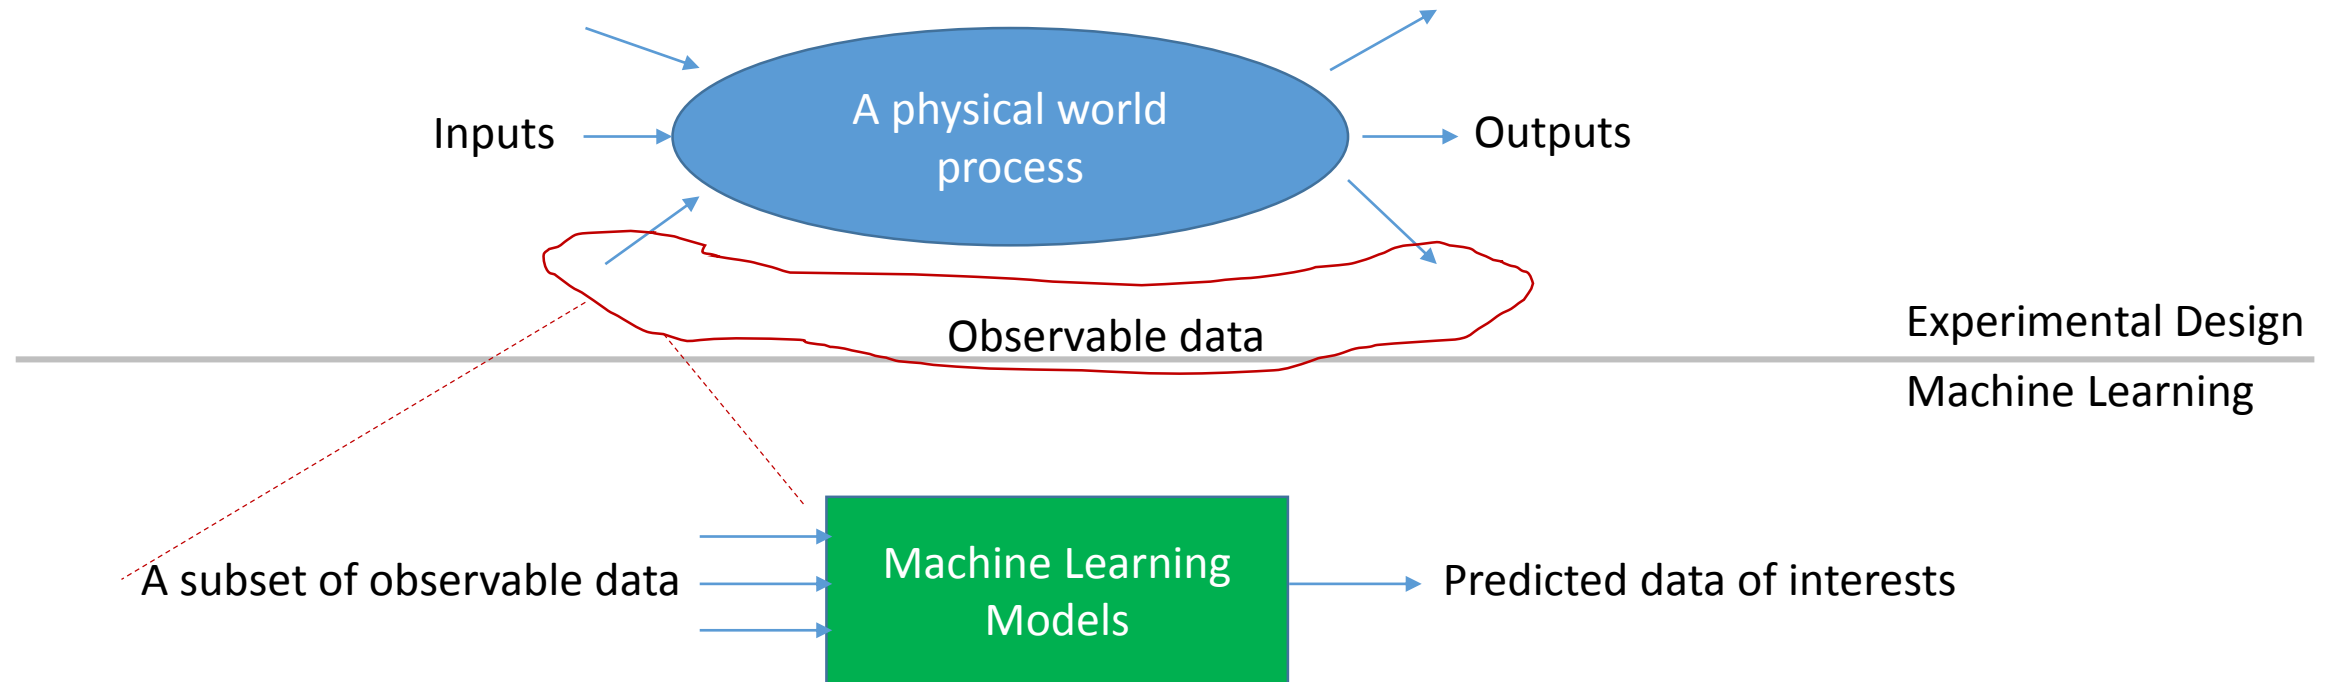 A physical world
process
Inputs
Outputs
Observable data
Experimental Design
Machine Learning
A subset of observable data
Machine Learning
Models
Predicted data of interests